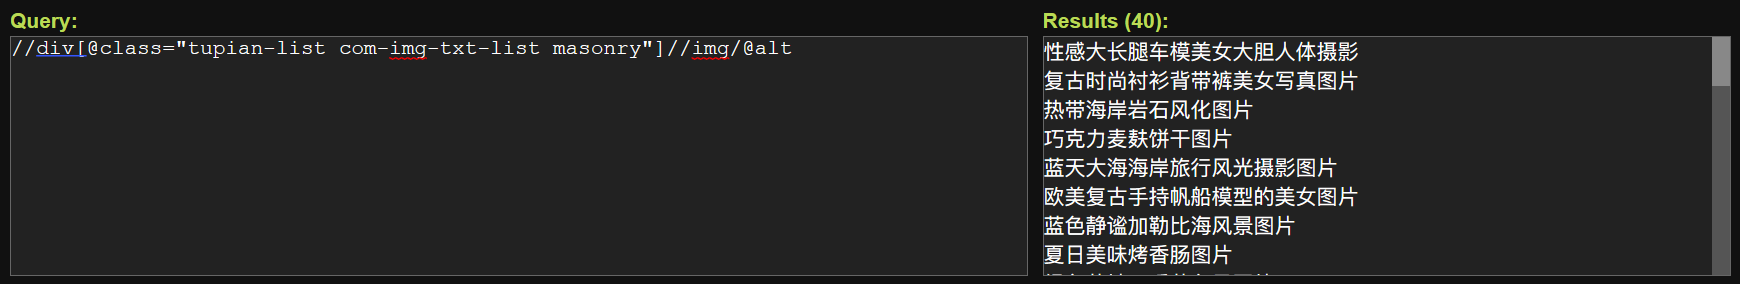 Query:
//div[@class="tupian-list com-img-txt-list masonry"]//img/@alt
Results (40):
性感大长腿车模美女大胆人体摄影
复古时尚衬衫背带裤美女写真图片
热带海岸岩石风化图片
巧克力麦麸饼干图片
蓝天大海海岸旅行风光摄影图片
欧美复古手持帆船模型的美女图片
蓝色静谧加勒比海风景图片
夏日美味烤香肠图片